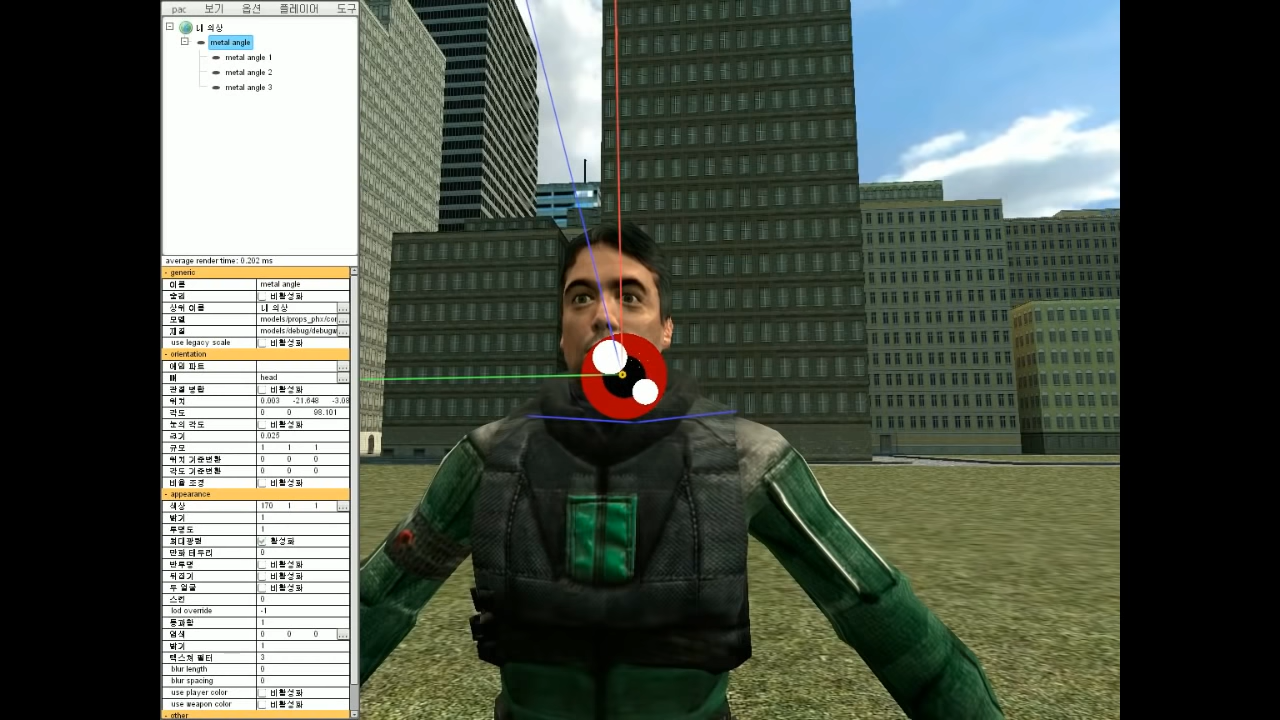 pac 보기 옵션 플레이어 도구
내 의상
metal angle
metal angle 1
metal angle 2
metal angle 3
average render time: 0.202 ms
- generic
이름 metal angle
숨김 비활성화
상위 이름 내 의상 ...
모델 models/props_phx/cor ...
재질 models/debug/debugw ...
use legacy scale 비활성화
- orientation
에임 파트 ...
뼈 head ...
관절 병합 비활성화
위치 0.003 -21.648 -3.08
각도 0 0 98.101
눈의 각도 비활성화
크기 0.025
규모 1 1 1
위치 기준변환 0 0 0
각도 기준변환 0 0 0
비율 조정 비활성화
- appearance
색상 170 1 1 ...
밝기 1
투명도 1
최대광렬 활성화
만화 테두리 0
반투명 비활성화
뒤집기 비활성화
두 얼굴 비활성화
스킨 0
lod override -1
통과함 1
염색 0 0 0 ...
밝기 1
텍스쳐 필터 3
blur length 0
blur spacing 0
use player color 비활성화
use weapon color 비활성화
- other